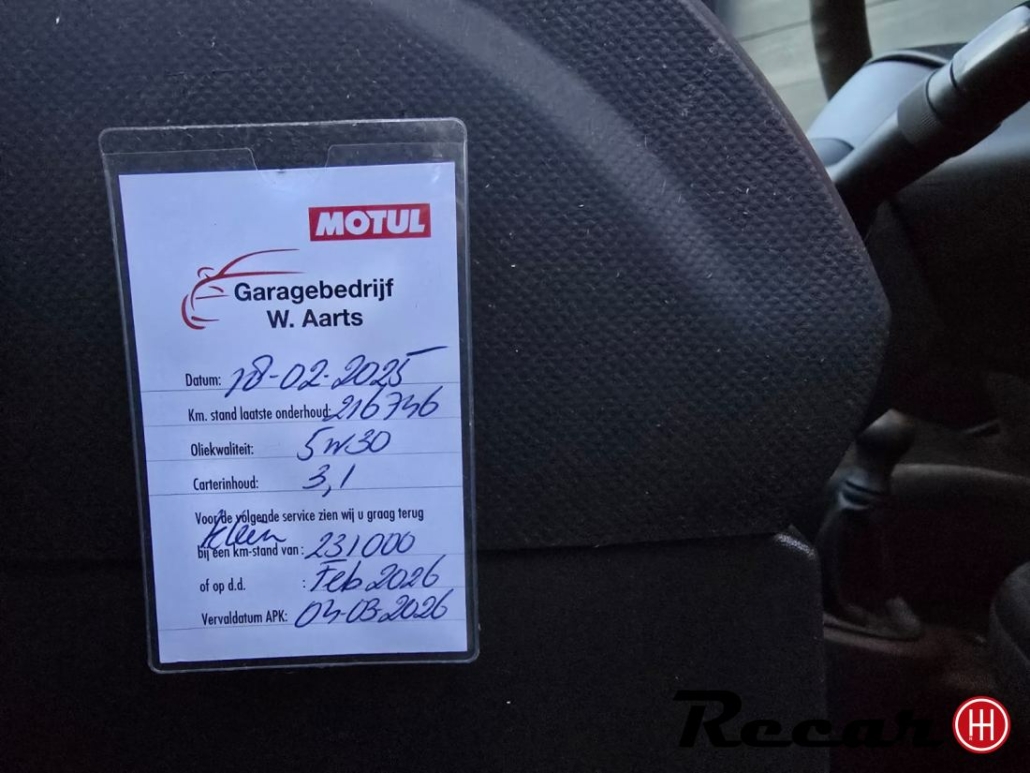 MOTUL
Garagebedrijf
W. Aarts
Datum: 18-02-2025
Km. stand laatste onderhoud: 216746
Oliekwaliteit: 5W30
Carterinhoud: 3,1
Voor de volgende service zien wij u graag terug
klein
bij een km-stand van: 231000
of op d.d. : Feb 2026
Vervaldatum APK: 04-03-2026
Recar